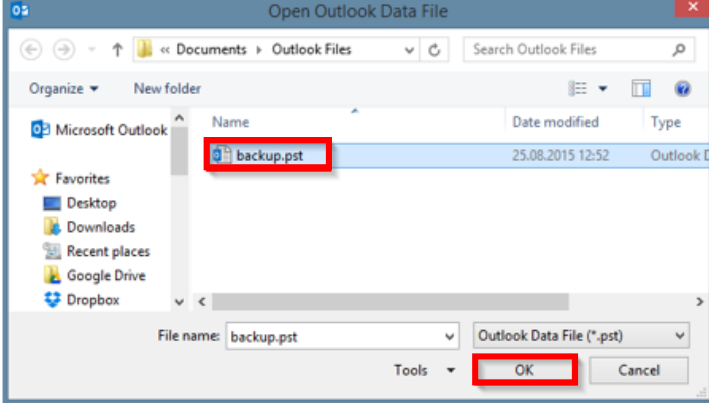 Open Outlook Data File
« Documents Outlook Files
Search Outlook Files
Organize New folder
Microsoft Outlook
Favorites
Desktop
Downloads
Recent places
Google Drive
Dropbox
Name Date modified Type
backup.pst 25.08.2015 12:52 Outlook D
File name: backup.pst Outlook Data File (*.pst)
Tools OK Cancel